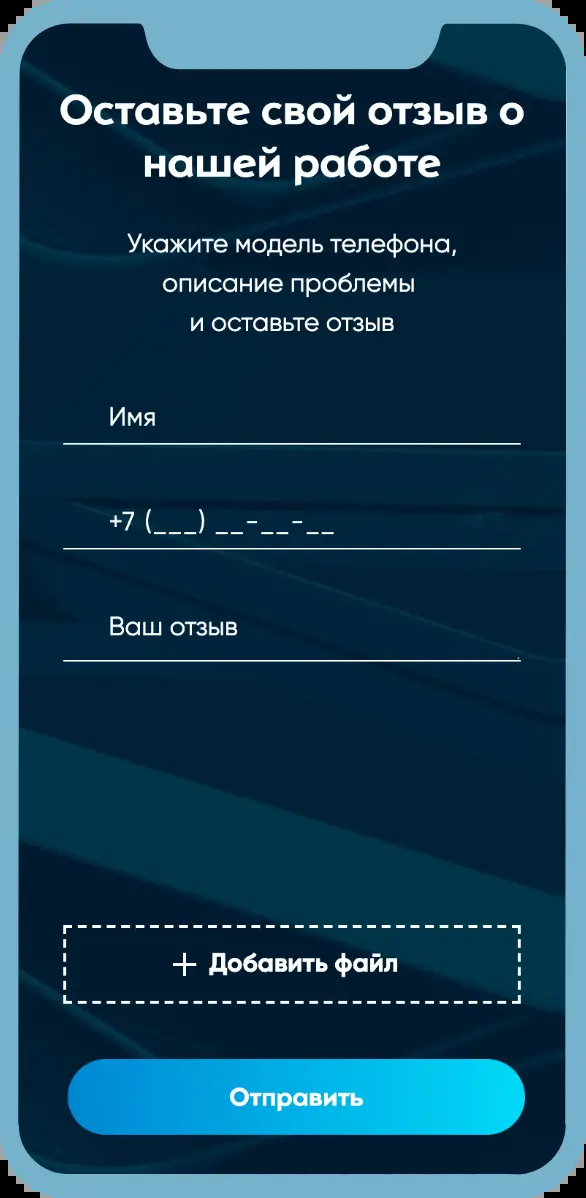 Оставьте свой отзыв о
нашей работе
Укажите модель телефона,
описание проблемы
и оставьте отзыв
Имя
+7 (___) __-__-__
Ваш отзыв
+ Добавить файл
Отправить